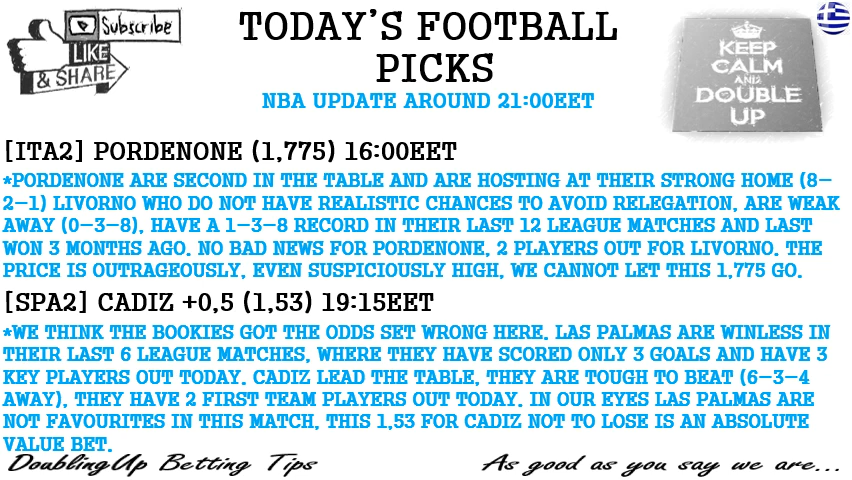 Subscribe
LIKE
& SHARE
TODAY'S FOOTBALL
PICKS
NBA UPDATE AROUND 21:00EET
KEEP
CALM
AND
DOUBLE
UP
[ITA2] PORDENONE (1,775) 16:00EET
*PORDENONE ARE SECOND IN THE TABLE AND ARE HOSTING AT THEIR STRONG HOME (8-
2-1) LIVORNO WHO DO NOT HAVE REALISTIC CHANCES TO AVOID RELEGATION, ARE WEAK
AWAY (0-3-8), HAVE A 1-3-8 RECORD IN THEIR LAST 12 LEAGUE MATCHES AND LAST
WON 3 MONTHS AGO. NO BAD NEWS FOR PORDENONE, 2 PLAYERS OUT FOR LIVORNO. THE
PRICE IS OUTRAGEOUSLY, EVEN SUSPICIOUSLY HIGH, WE CANNOT LET THIS 1,775 GO.
[SPA2] CADIZ +0,5 (1,53) 19:15EET
*WE THINK THE BOOKIES GOT THE ODDS SET WRONG HERE. LAS PALMAS ARE WINLESS IN
THEIR LAST 6 LEAGUE MATCHES, WHERE THEY HAVE SCORED ONLY 3 GOALS AND HAVE 3
KEY PLAYERS OUT TODAY. CADIZ LEAD THE TABLE, THEY ARE TOUGH TO BEAT (6-3-4
AWAY), THEY HAVE 2 FIRST TEAM PLAYERS OUT TODAY. IN OUR EYES LAS PALMAS ARE
NOT FAVOURITES IN THIS MATCH, THIS 1,53 FOR CADIZ NOT TO LOSE IS AN ABSOLUTE
VALUE BET.
DoublingUp Betting Tips
As good as you say we are...